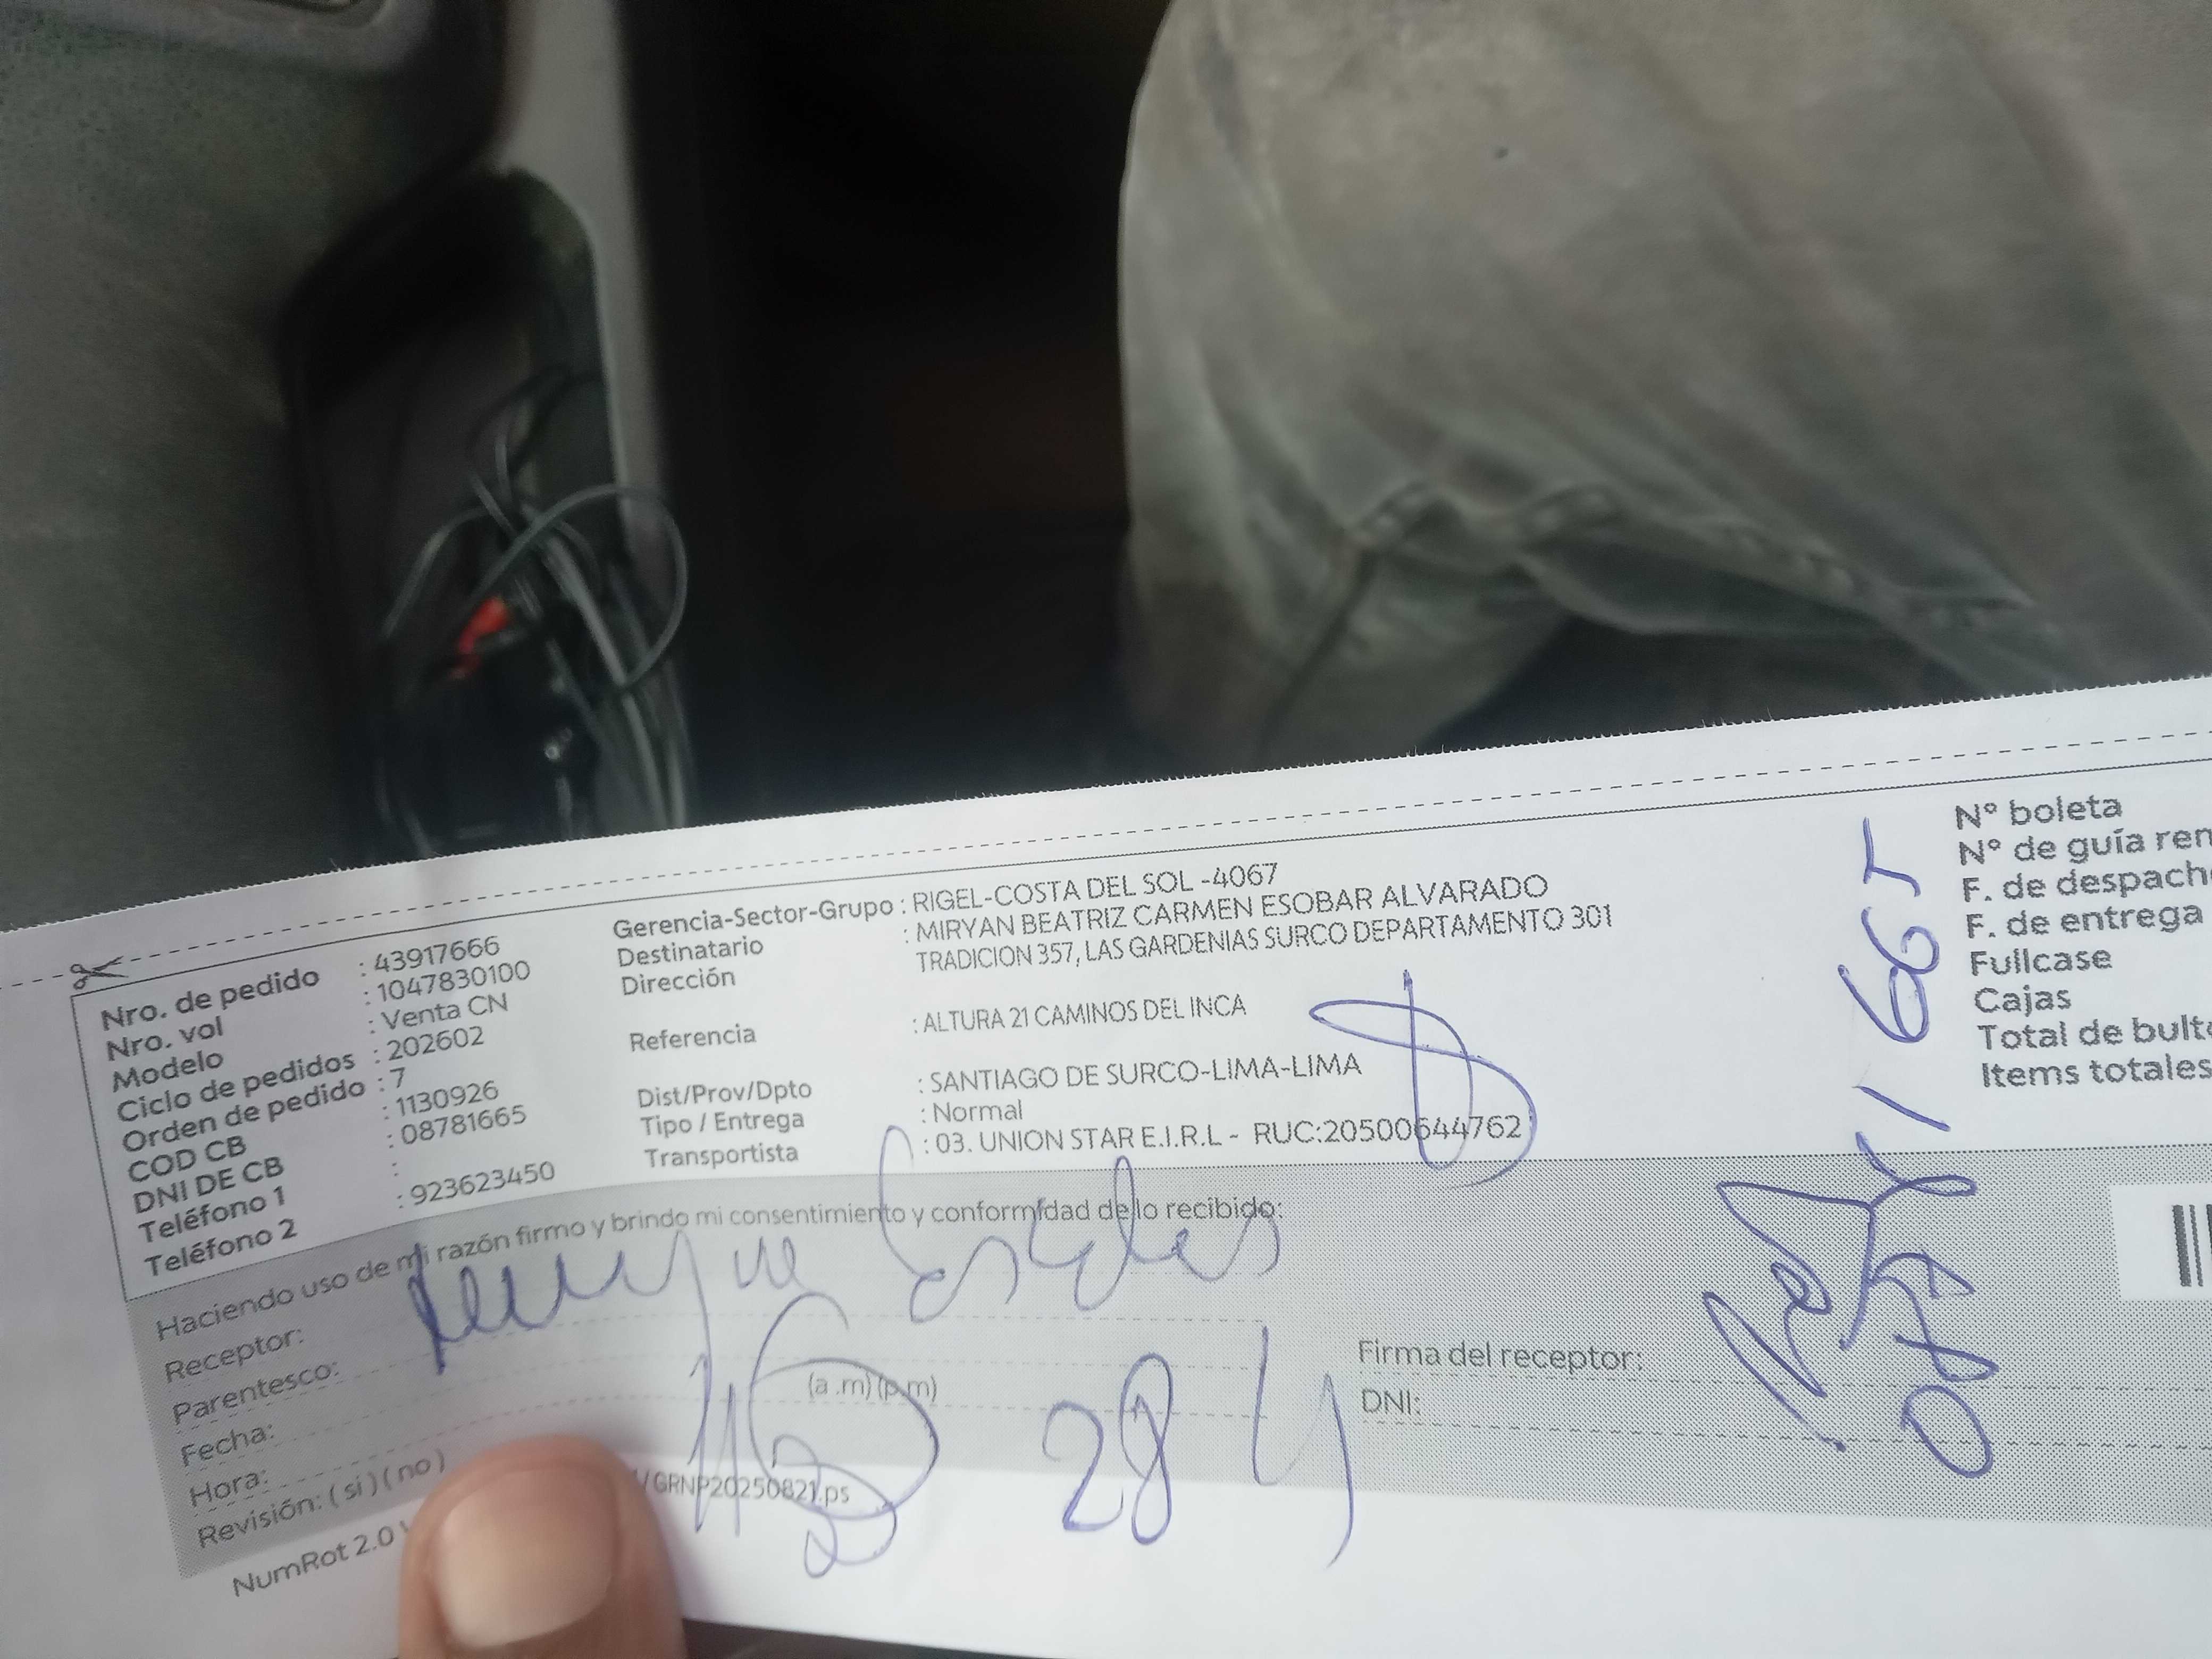 Nro. de pedido : 43917666
Nro. vol : 1047830100
Modelo : Venta CN
Ciclo de pedidos : 202602
Orden de pedido : 7
COD CB : 1130926
DNI DE CB : 08781665
Teléfono 1 :
Teléfono 2 : 923623450
Gerencia-Sector-Grupo : RIGEL-COSTA DEL SOL -4067
Destinatario : MIRYAN BEATRIZ CARMEN ESOBAR ALVARADO
Dirección TRADICION 357, LAS GARDENIAS SURCO DEPARTAMENTO 301
Referencia : ALTURA 21 CAMINOS DEL INCA
Dist/Prov/Dpto : SANTIAGO DE SURCO-LIMA-LIMA
Tipo / Entrega : Normal
Transportista : 03. UNION STAR E.I.R.L - RUC:20500644762
N° boleta
N° de guía ren
F. de despach
F. de entrega
Fullcase
Cajas
Total de bult
Items totales
Haciendo uso de mi razón firmo y brindo mi consentimiento y conformidad de lo recibido:
Receptor:
Parentesco:
Fecha:
Hora: (a .m) (p.m)
Revisión: ( si ) ( no )
Firma del receptor:
DNI:
284
NumRot 2.0 /GRNP20250821.ps